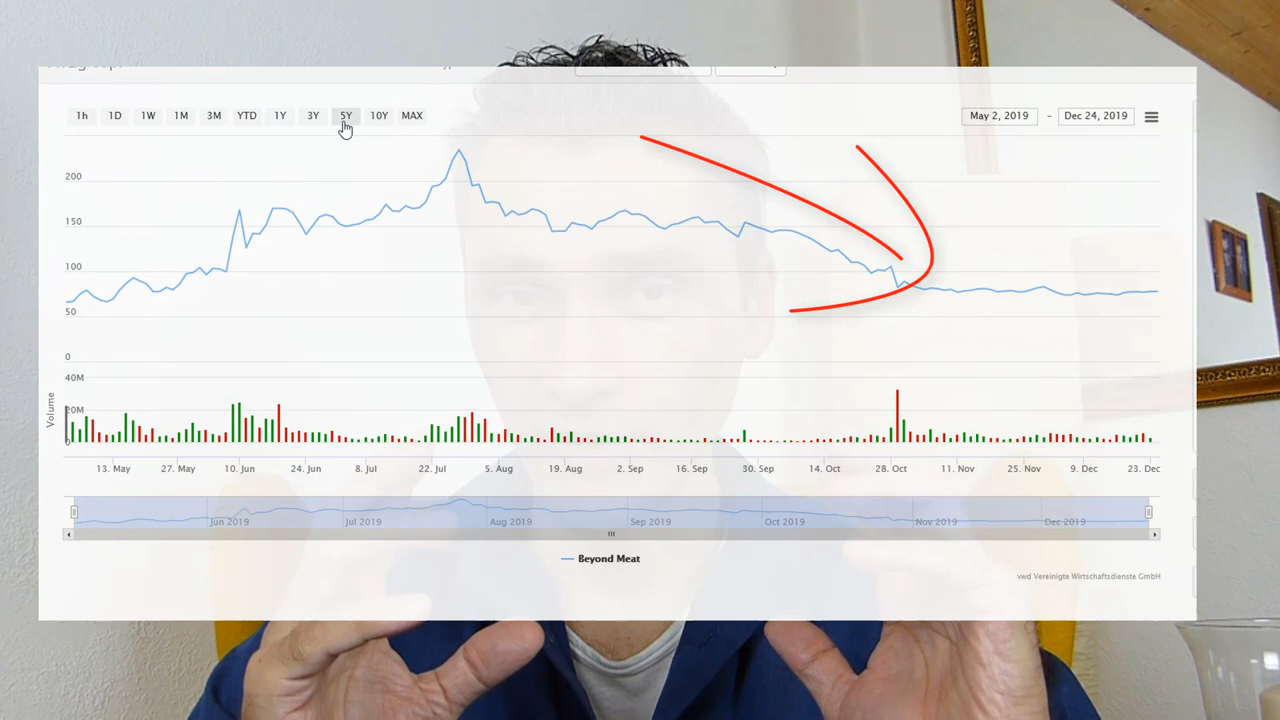 1h 1D 1W 1M 3M YTD 1Y 3Y 5Y 10Y MAX May 2, 2019 – Dec 24, 2019
200
150
100
50
0
40M
20M
0
Volume
13. May 27. May 10. Jun 24. Jun 8. Jul 22. Jul 5. Aug 19. Aug 2. Sep 16. Sep 30. Sep 14. Oct 28. Oct 11. Nov 25. Nov 9. Dec 23. Dec
Jun 2019 Jul 2019 Aug 2019 Sep 2019 Oct 2019 Nov 2019 Dec 2019
Beyond Meat
vwd Vereinigte Wirtschaftsdienste GmbH